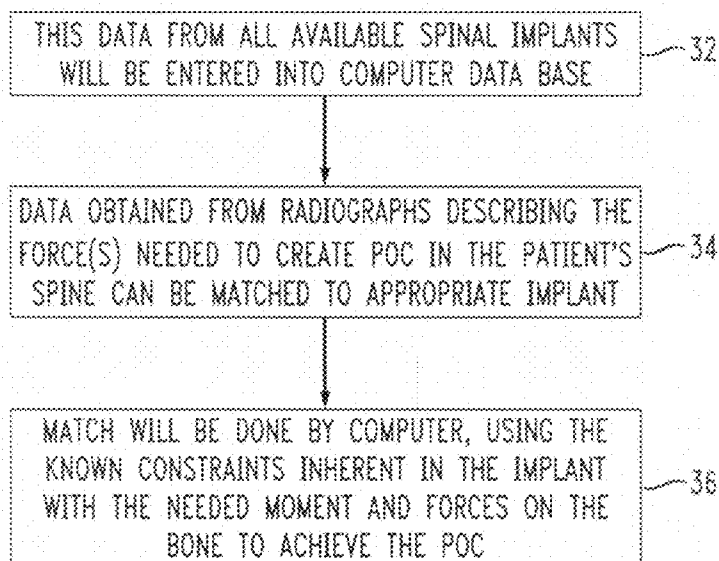 THIS DATA FROM ALL AVAILABLE SPINAL IMPLANTS
WILL BE ENTERED INTO COMPUTER DATA BASE
32
DATA OBTAINED FROM RADIOGRAPHS DESCRIBING THE
FORCE(S) NEEDED TO CREATE POC IN THE PATIENT'S
SPINE CAN BE MATCHED TO APPROPRIATE IMPLANT
34
MATCH WILL BE DONE BY COMPUTER, USING THE
KNOWN CONSTRAINTS INHERENT IN THE IMPLANT
WITH THE NEEDED MOMENT AND FORCES ON THE
BONE TO ACHIEVE THE POC
36